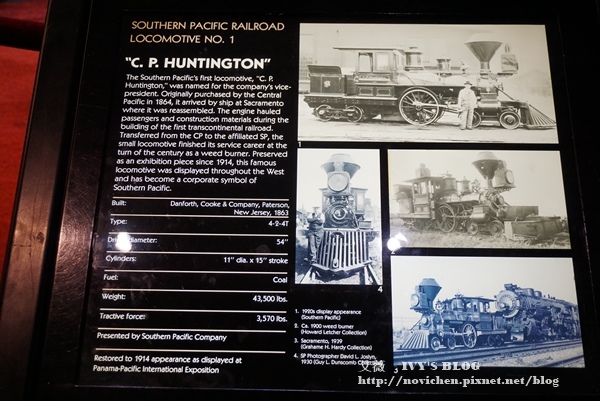 SOUTHERN PACIFIC RAILROAD
LOCOMOTIVE NO. 1
"C. P. HUNTINGTON"
The Southern Pacific's first locomotive, "C. P.
Huntington," was named for the company's vice-
president. Originally purchased by the Central
Pacific in 1864, it arrived by ship at Sacramento
where it was reassembled. The engine hauled
passengers and construction materials during the
building of the first transcontinental railroad.
Transferred from the CP to the affiliated SP, the
small locomotive finished its service career at the
turn of the century as a weed burner. Preserved
as an exhibition piece since 1914, this famous
locomotive was displayed throughout the West
and has become a corporate symbol of
Southern Pacific.
Built: Danforth, Cooke & Company, Paterson,
New Jersey, 1863
Type: 4-2-4T
diameter: 54"
Cylinders: 11" dia. x 15" stroke
Fuel: Coal
Weight: 43,500 lbs.
Tractive force: 3,570 lbs.
Presented by Southern Pacific Company
Restored to 1914 appearance as displayed at
Panama-Pacific International Exposition
1
4
1. 1920s display appearance
(Southern Pacific)
2. Ca. 1900 weed burner
(Howard Letcher Collection)
3. Sacramento, 1939
(Grahame H. Hardy Collection)
4. SP Photographer David L. Joslyn,
1930 (Guy L. Dunscomb
IVY'S BLOG
http://novichen.pixnet.net/blog